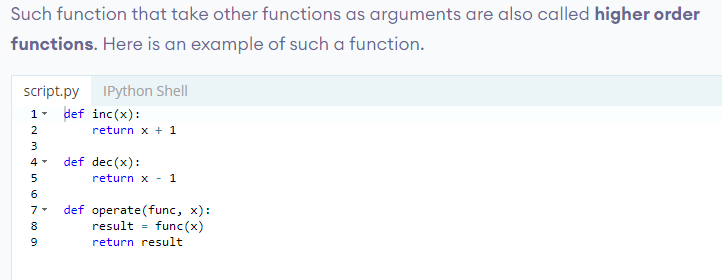 Such function that take other functions as arguments are also called higher order
functions. Here is an example of such a function.
script.py IPython Shell
1 def inc(x):
2     return x + 1
3
4 def dec(x):
5     return x - 1
6
7 def operate(func, x):
8     result = func(x)
9     return result